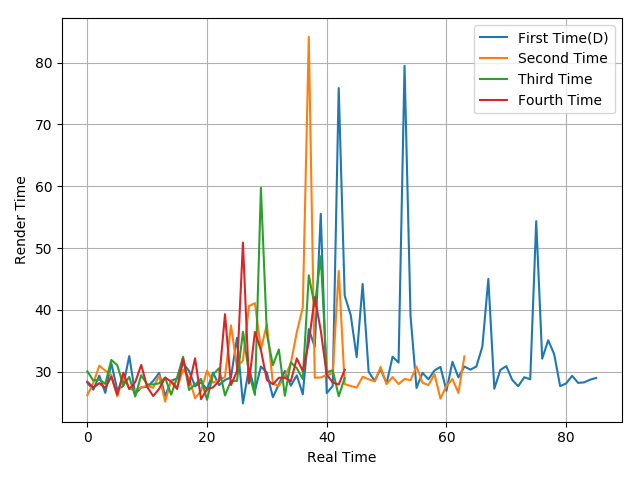 First Time(D)
Second Time
Third Time
Fourth Time
80
70
60
50
40
30
Render Time
0 20 40 60 80
Real Time